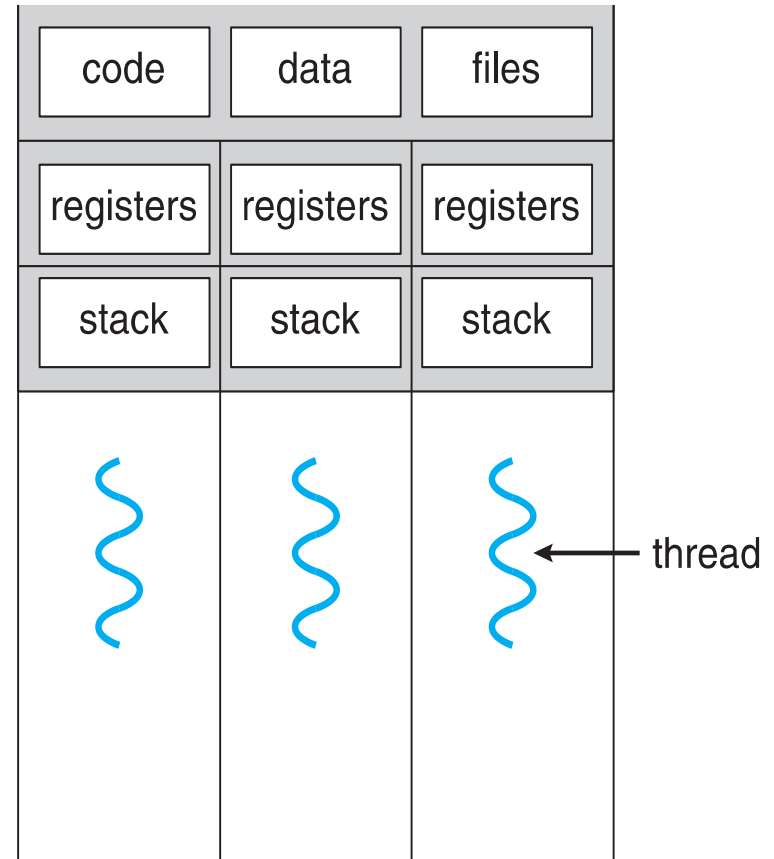 code data files
registers registers registers
stack stack stack
thread